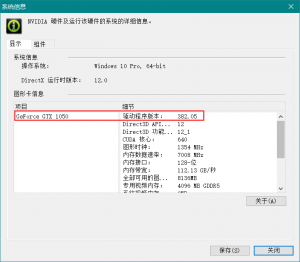 系统信息
NVIDIA 硬件及运行该硬件的系统的详细信息。
显示 组件
系统信息
操作系统: Windows 10 Pro, 64-bit
DirectX 运行时版本: 12.0
图形卡信息
项目 细节
GeForce GTX 1050 驱动程序版本: 382.05
Direct3D API... 12
Direct3D 功能... 12_1
CUDA 核心: 640
图形时钟: 1354 MHz
内存数据速率: 7008 MHz
内存接口: 128-位
内存带宽: 112.13 GB/秒
全部可用的图... 8136MB
专用视频内存: 4096 MB GDDR5
关于(A)
保存(S) 关闭